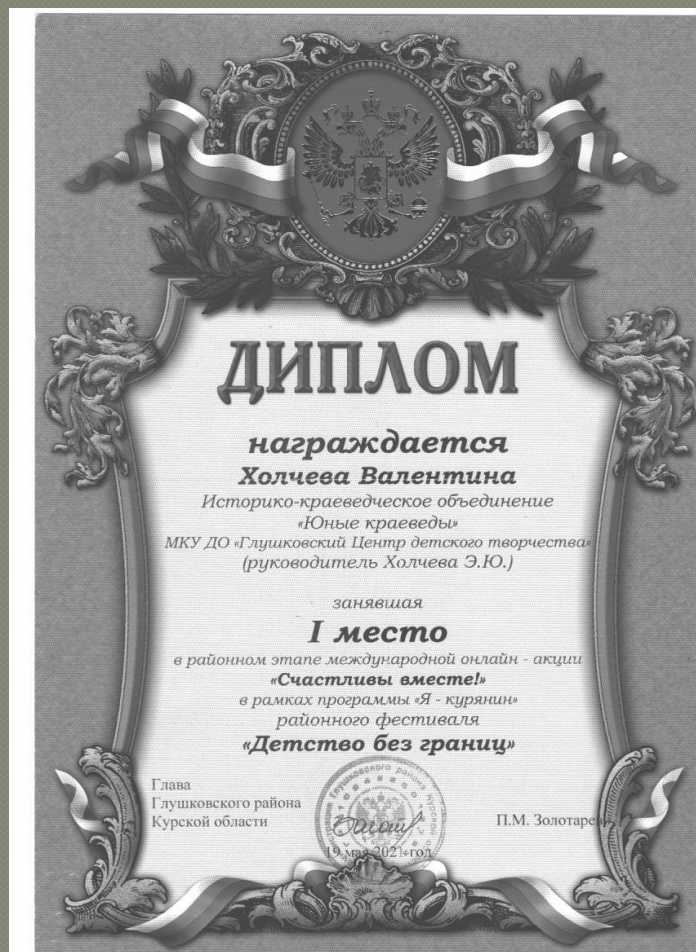 ДИПЛОМ
награждается
Холчева Валентина
Историко-краеведческое объединение
«Юные краеведы»
МКУ ДО «Глушковский Центр детского творчества»
(руководитель Холчева Э.Ю.)
занявшая
I место
в районном этапе международной онлайн - акции
«Счастливы вместе!»
в рамках программы «Я - курянин»
районного фестиваля
«Детство без границ»
Глава
Глушковского района
Курской области
П.М. Золотарев
19 мая 2021 год